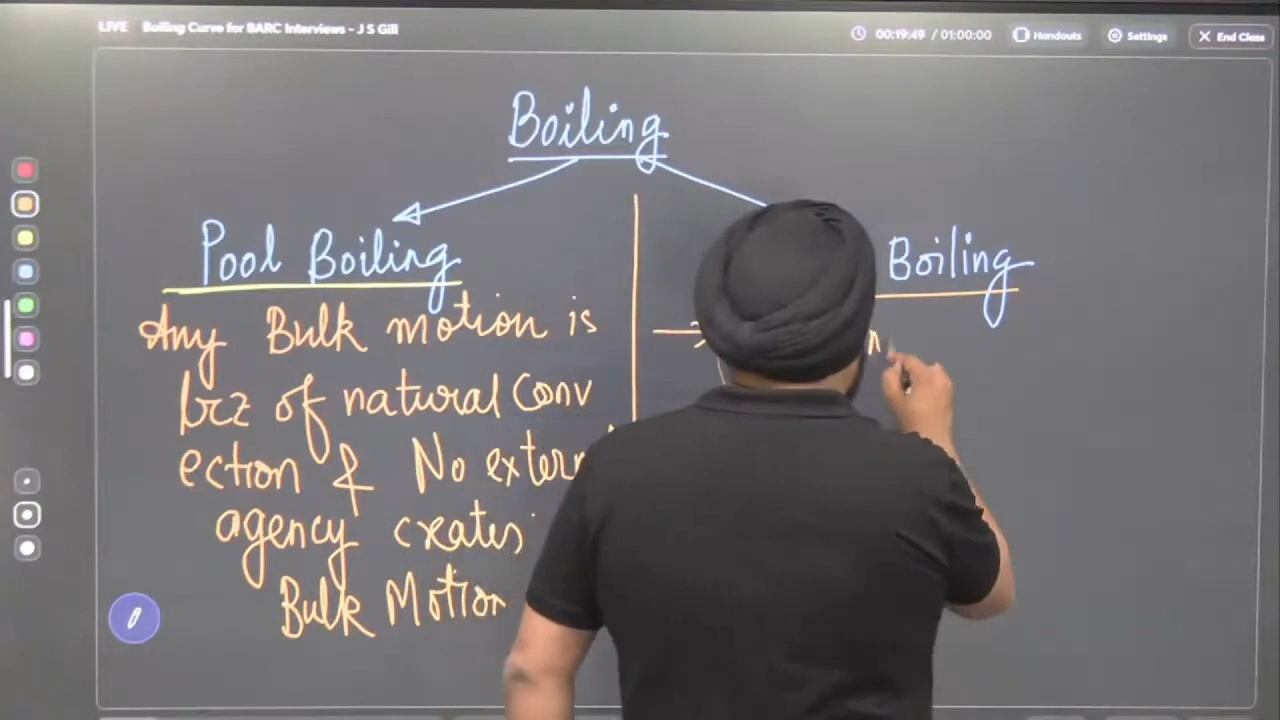 LIVE Boiling Curve for BARC Interviews - J S Gill
00:19:49 / 01:00:00 Handouts Settings End Class
Boiling
Pool Boiling
Any Bulk motion is
bcz of natural conv
ection & No extern
agency creates
Bulk Motion
Boiling
n